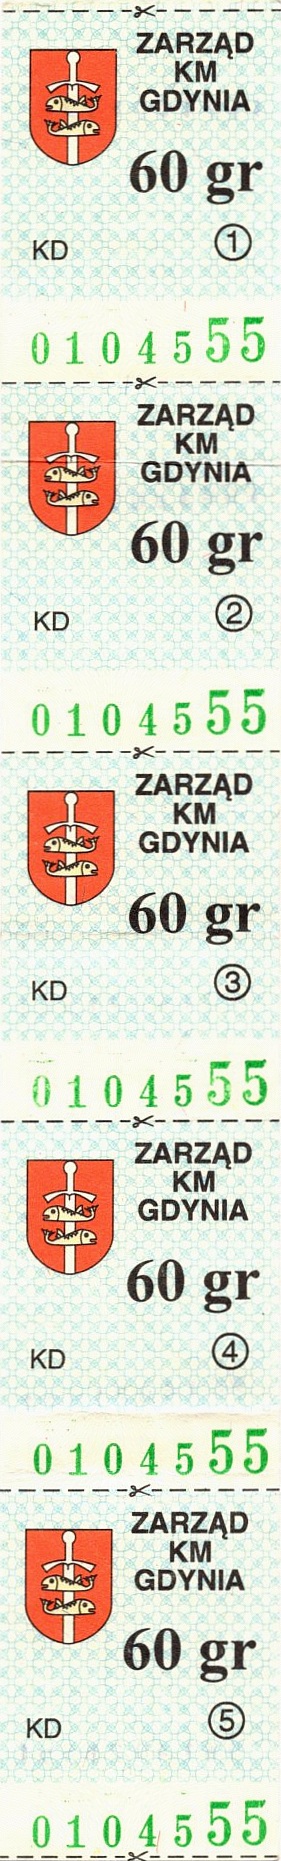 ZARZĄD
KM
GDYNIA
60 gr
KD ①
0104555
ZARZĄD
KM
GDYNIA
60 gr
KD ②
0104555
ZARZĄD
KM
GDYNIA
60 gr
KD ③
0104555
ZARZĄD
KM
GDYNIA
60 gr
KD ④
0104555
ZARZĄD
KM
GDYNIA
60 gr
KD ⑤
0104555